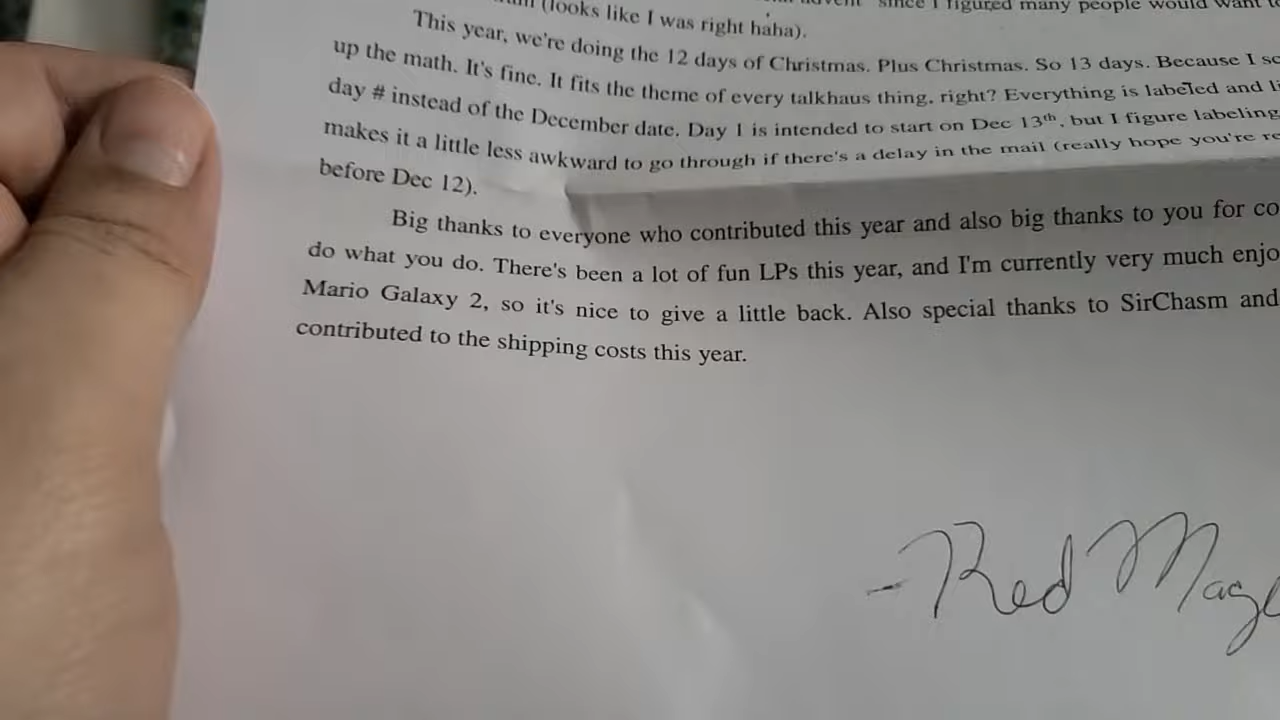 (looks like I was right haha).
since I figured many people would want
This year, we're doing the 12 days of Christmas. Plus Christmas. So 13 days. Because I
up the math. It's fine. It fits the theme of every talkhaus thing, right? Everything is labeled and
day # instead of the December date. Day 1 is intended to start on Dec 13th, but I figure labeling
makes it a little less awkward to go through if there's a delay in the mail (really hope you're
before Dec 12).
Big thanks to everyone who contributed this year and also big thanks to you for
do what you do. There's been a lot of fun LPs this year, and I'm currently very much
Mario Galaxy 2, so it's nice to give a little back. Also special thanks to SirChasm and
contributed to the shipping costs this year.
- Red Mage